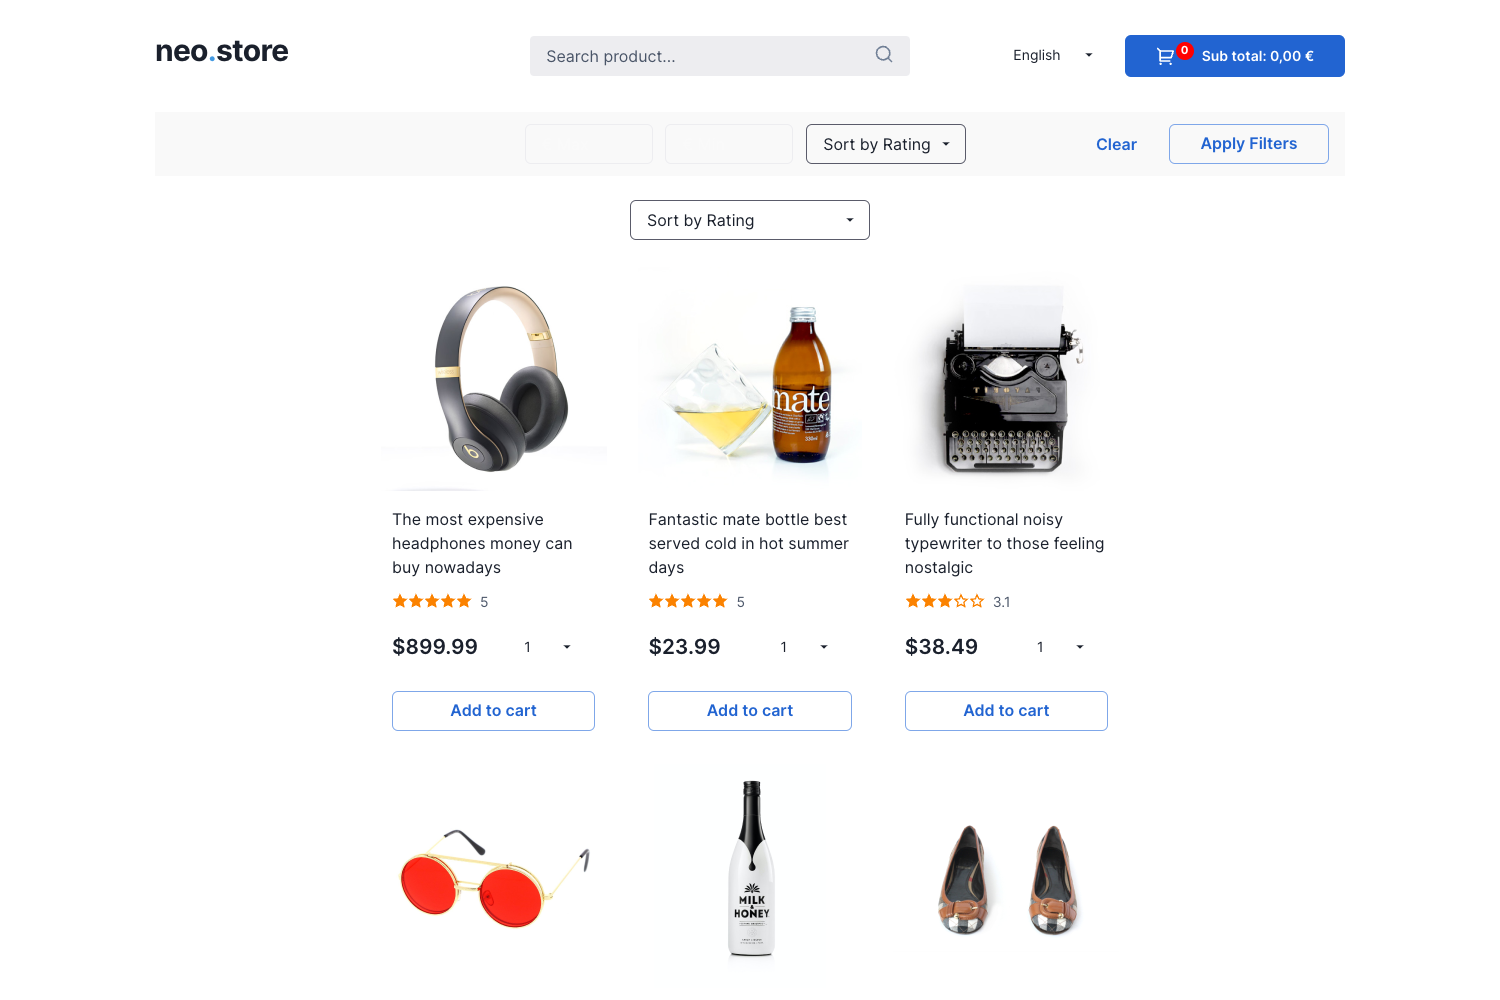 neo.store
Search product...
English
0
Sub total: 0,00 €
Sort by Rating
Clear
Apply Filters
Sort by Rating
mate
330ml
The most expensive
headphones money can
buy nowadays
5
$899.99
1
Add to cart
Fantastic mate bottle best
served cold in hot summer
days
5
$23.99
1
Add to cart
Fully functional noisy
typewriter to those feeling
nostalgic
3.1
$38.49
1
Add to cart
MILK
&
HONEY